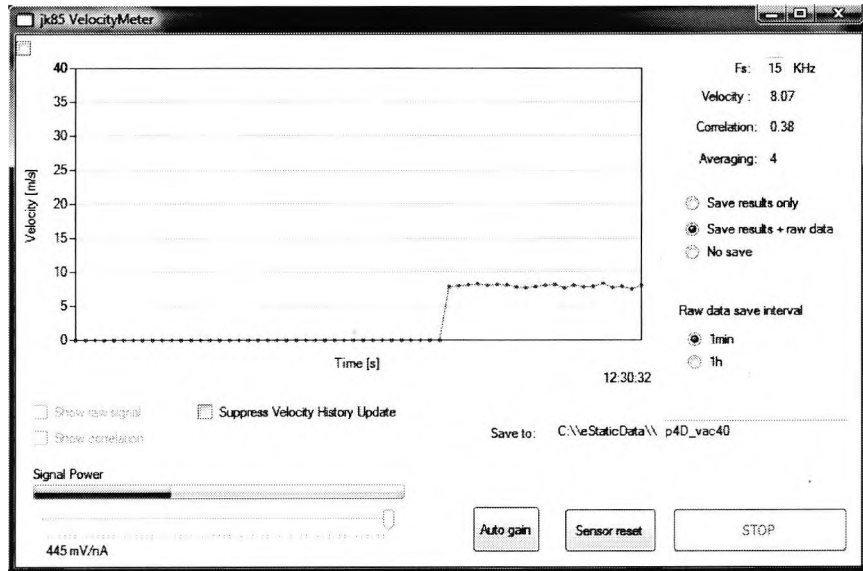 jk85 VelocityMeter
40
35
30
25
20
15
10
5
0
Velocity [m/s]
Time [s]
12:30:32
Fs: 15 KHz
Velocity : 8.07
Correlation: 0.38
Averaging: 4
Save results only
Save results + raw data
No save
Raw data save interval
1min
1h
Show raw signal
Show correlation
Suppress Velocity History Update
Save to: C:\\eStaticData\\ p4D_vac40
Signal Power
445 mV/nA
Auto gain
Sensor reset
STOP